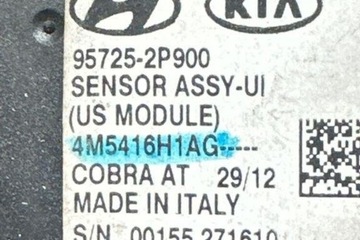 KIA
95725-2P900
SENSOR ASSY-UI
(US MODULE)
4M5416H1AG-----
COBRA AT 29/12
MADE IN ITALY
S/N 00155 271610